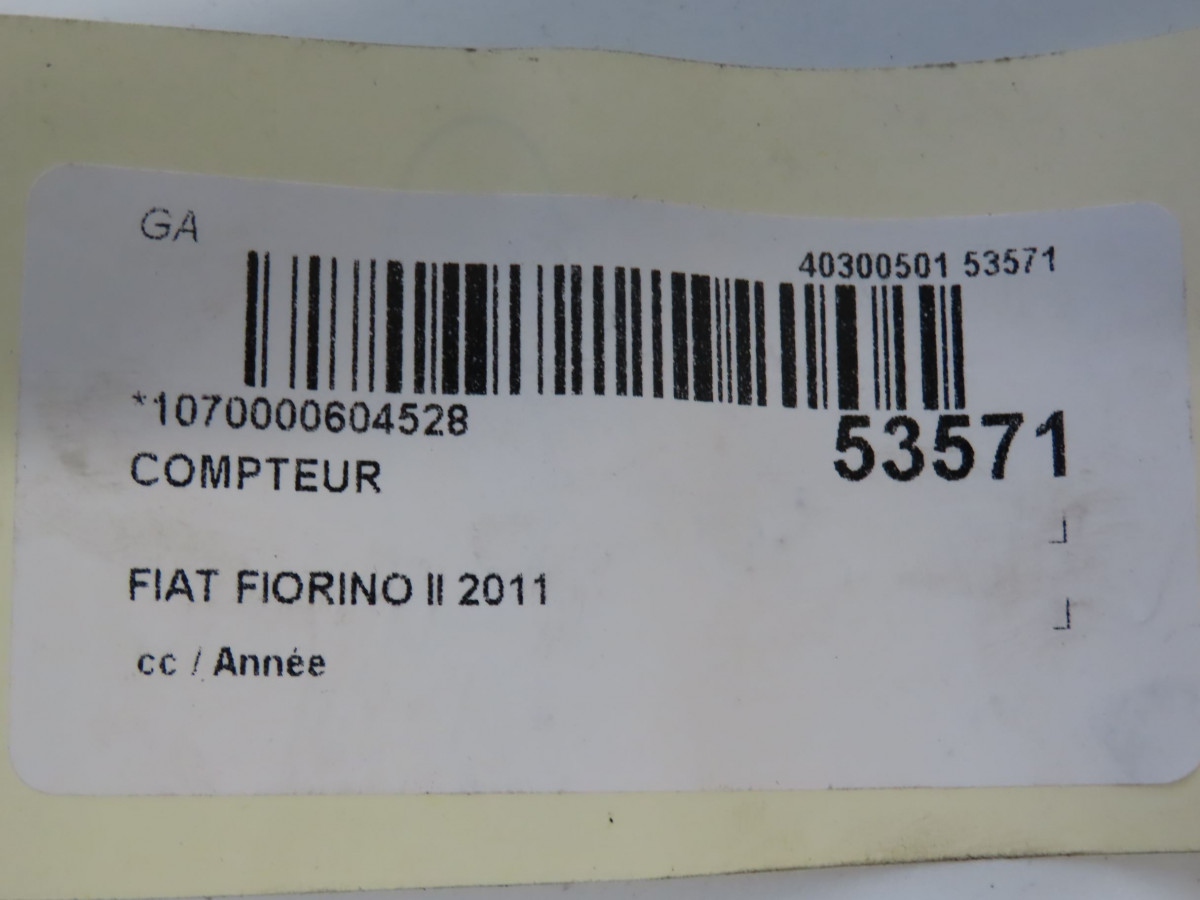 GA
40300501 53571
*1070000604528
53571
COMPTEUR
FIAT FIORINO II 2011
cc / Année